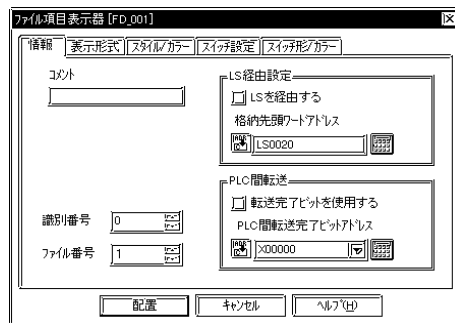 ファイル項目表示器 [FD_001]
情報 表示形式 スタイル/カラー スイッチ設定 スイッチ形/カラー
コメント
LS経由設定
LSを経由する
格納先頭ワードアドレス
LS0020
PLC間転送
転送完了ビットを使用する
PLC間転送完了ビットアドレス
X00000
識別番号 0
ファイル番号 1
配置 キャンセル ヘルプ(H)